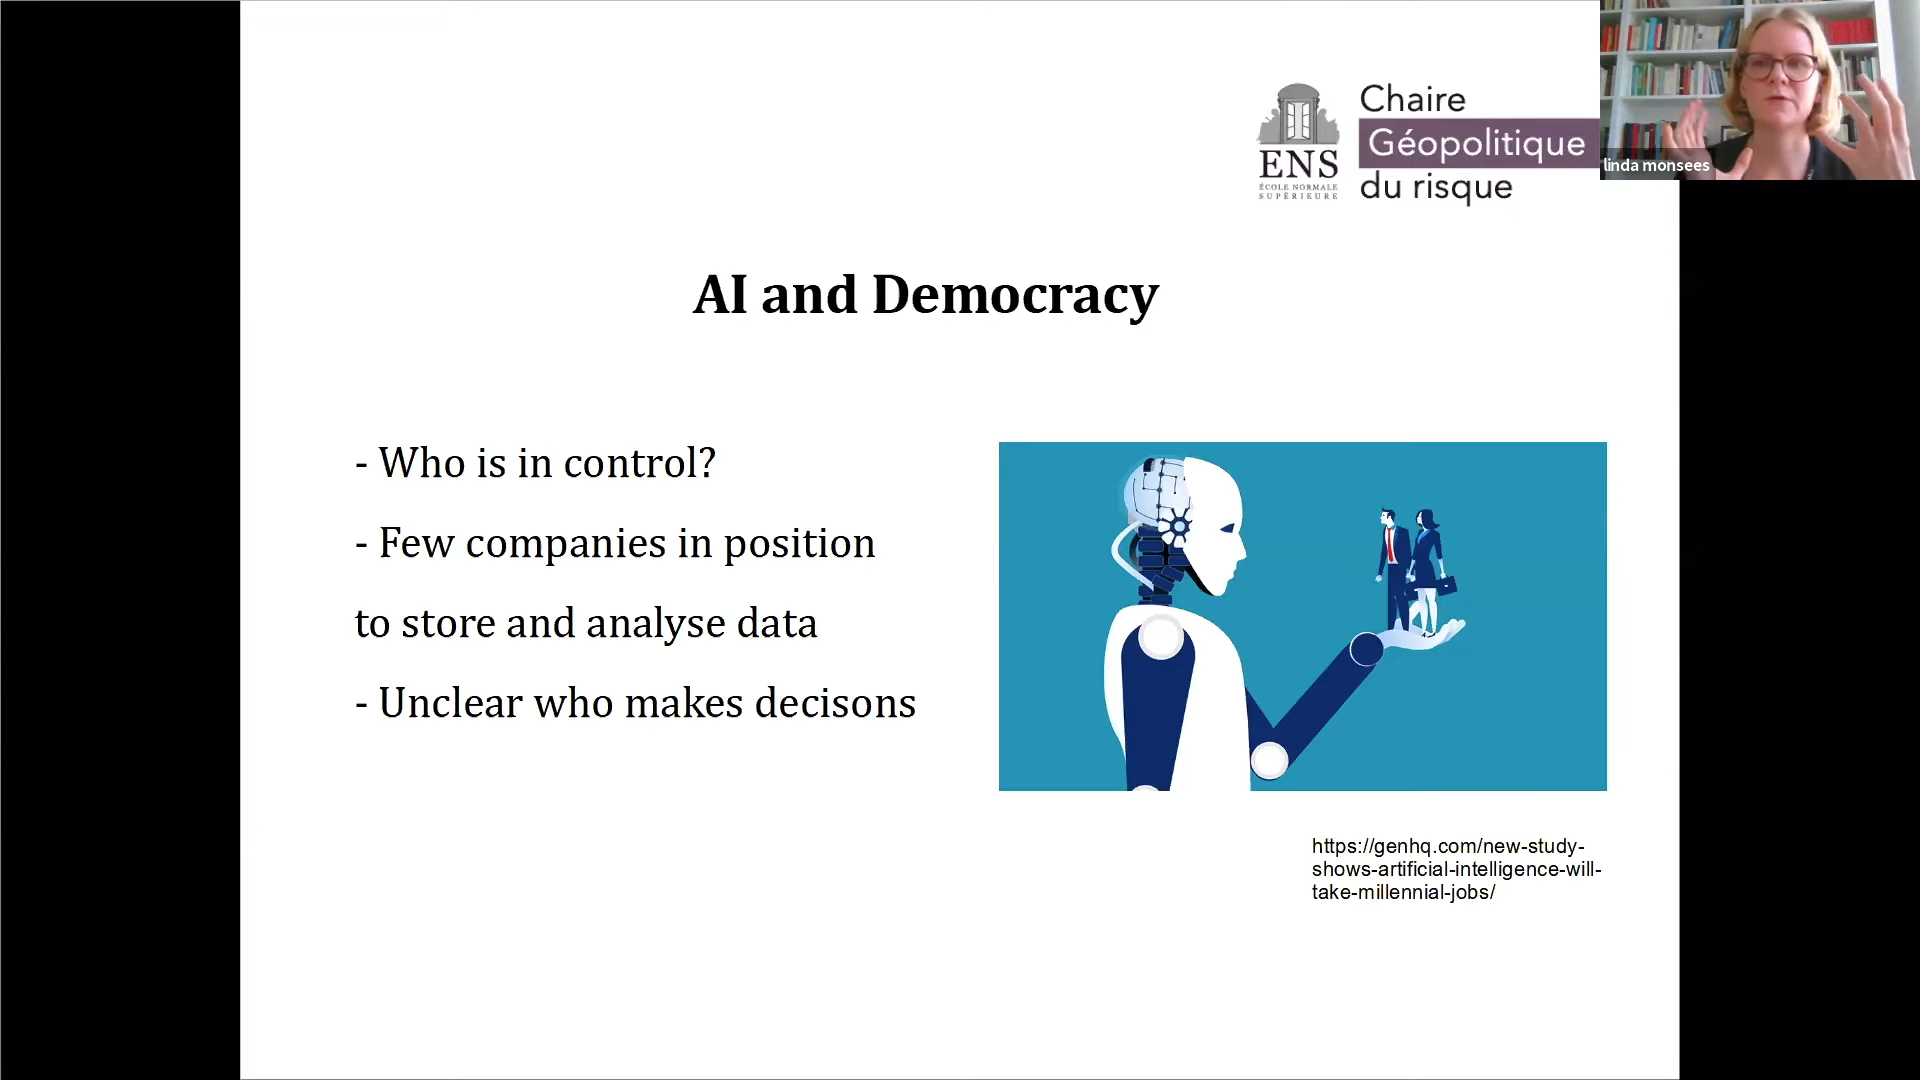 Chaire
Géopolitique
du risque
ENS
ÉCOLE NORMALE
SUPÉRIEURE
linda monsees
AI and Democracy
- Who is in control?
- Few companies in position
to store and analyse data
- Unclear who makes decisons
https://genhq.com/new-study-
shows-artificial-intelligence-will-
take-millennial-jobs/